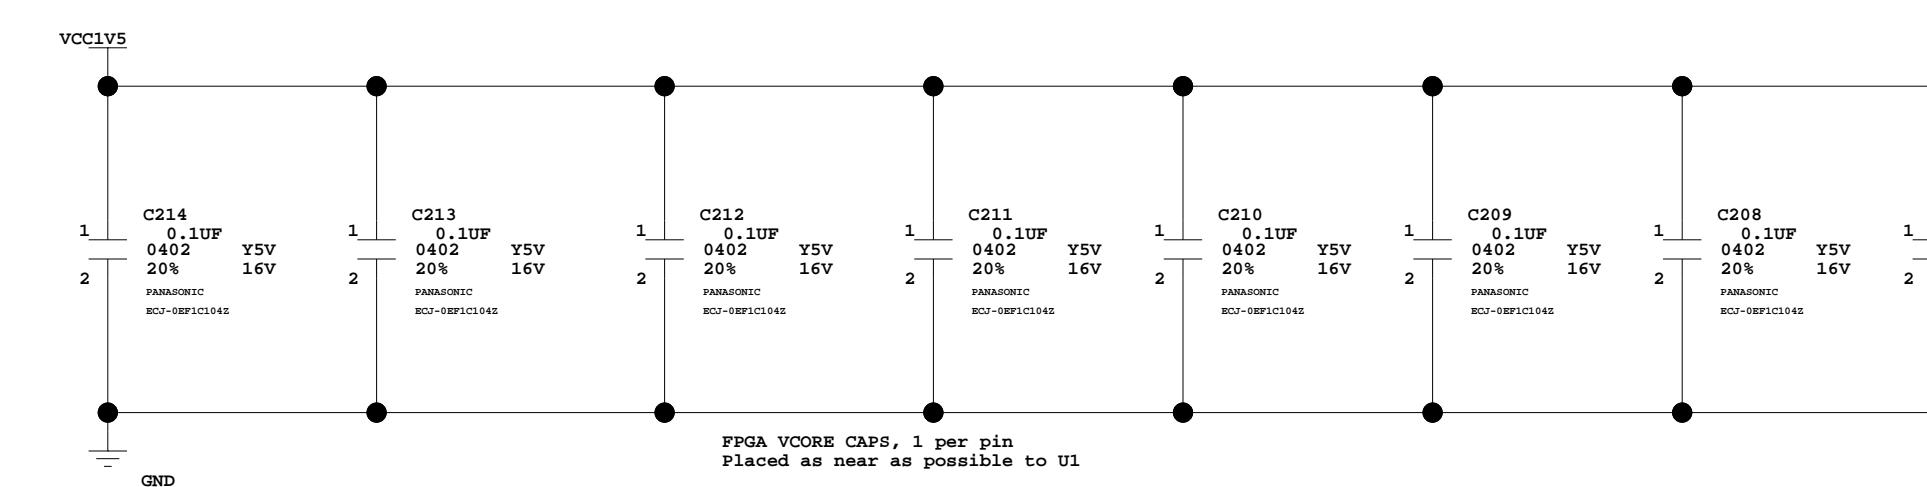 VCC1V5
C214
0.1UF
1
0402 Y5V
20% 16V
2
PANASONIC
ECJ-0EF1C104Z
C213
0.1UF
1
0402 Y5V
20% 16V
2
PANASONIC
ECJ-0EF1C104Z
C212
0.1UF
1
0402 Y5V
20% 16V
2
PANASONIC
ECJ-0EF1C104Z
C211
0.1UF
1
0402 Y5V
20% 16V
2
PANASONIC
ECJ-0EF1C104Z
C210
0.1UF
1
0402 Y5V
20% 16V
2
PANASONIC
ECJ-0EF1C104Z
C209
0.1UF
1
0402 Y5V
20% 16V
2
PANASONIC
ECJ-0EF1C104Z
C208
0.1UF
1
0402 Y5V
20% 16V
2
PANASONIC
ECJ-0EF1C104Z
1
2
FPGA VCORE CAPS, 1 per pin
Placed as near as possible to U1
GND